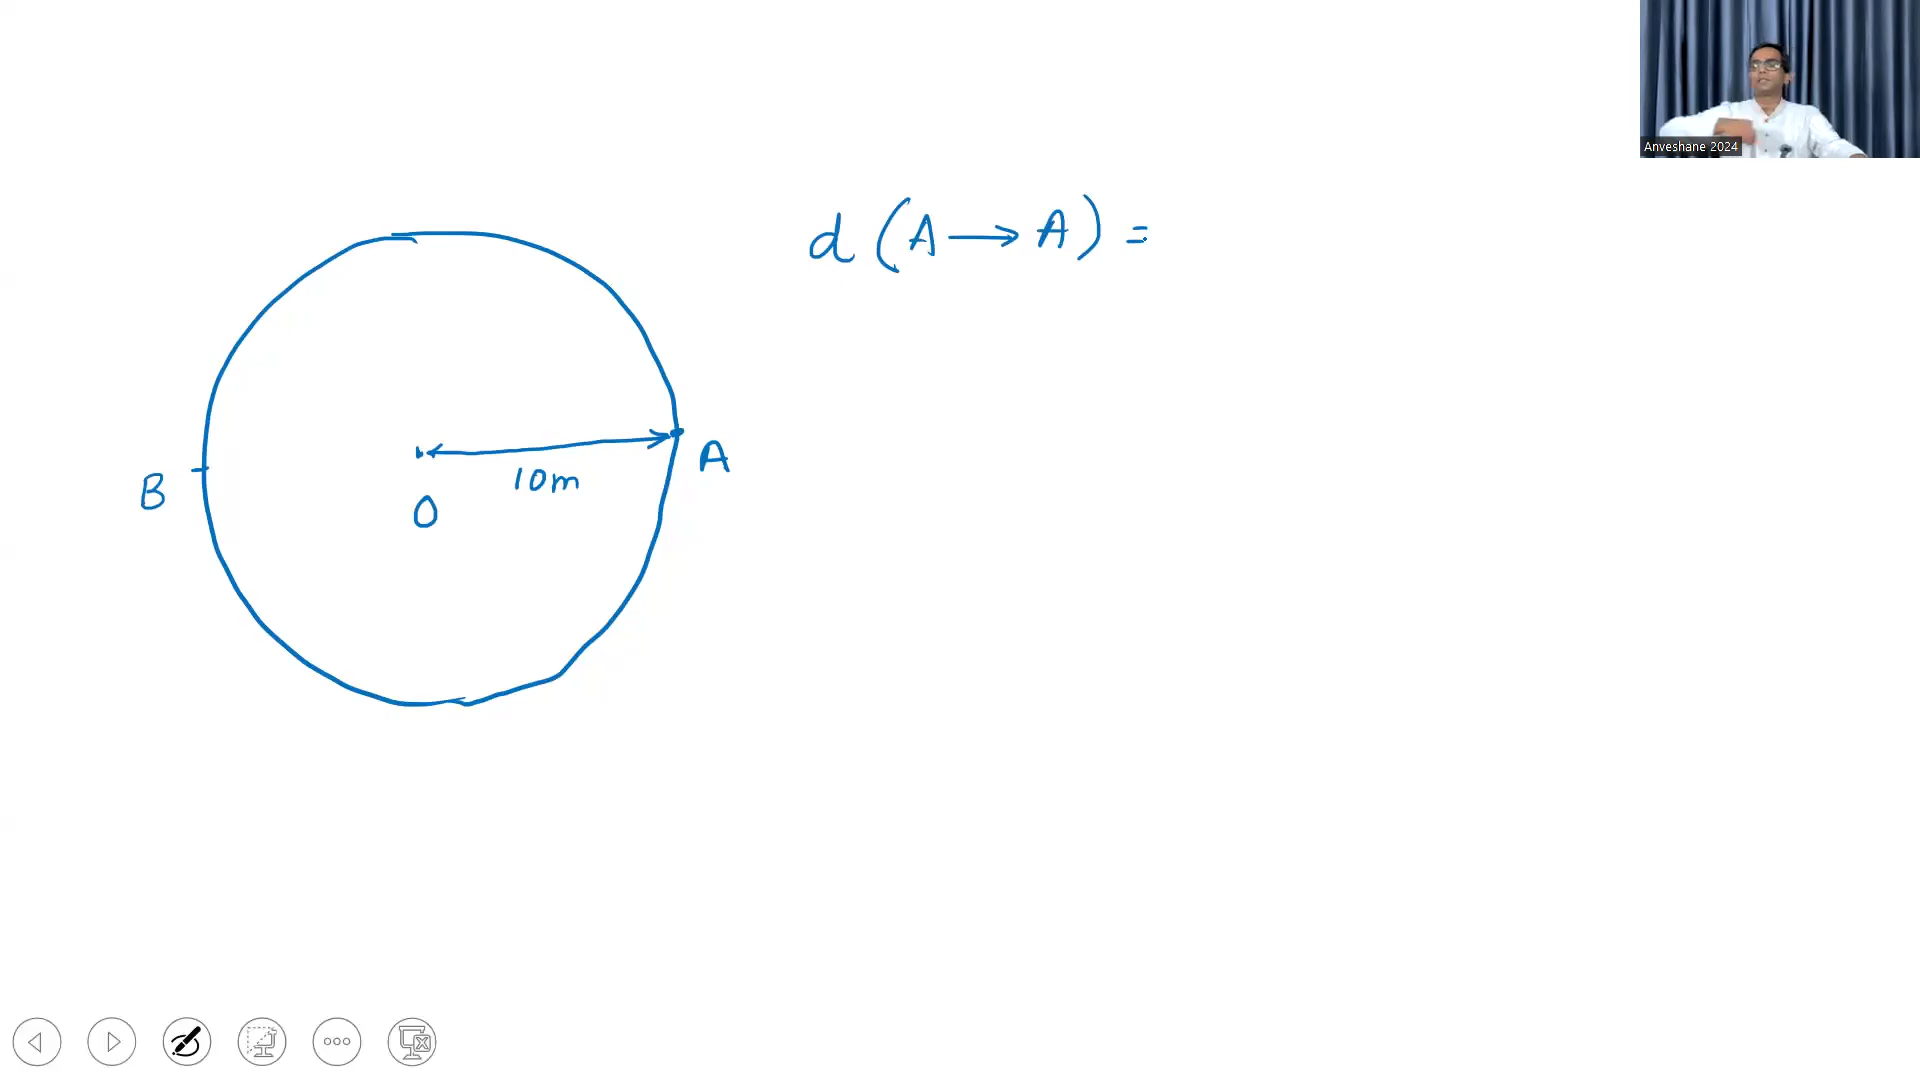 Anveshane 2024
d (A ⟶ A) =
A
10m
B
O